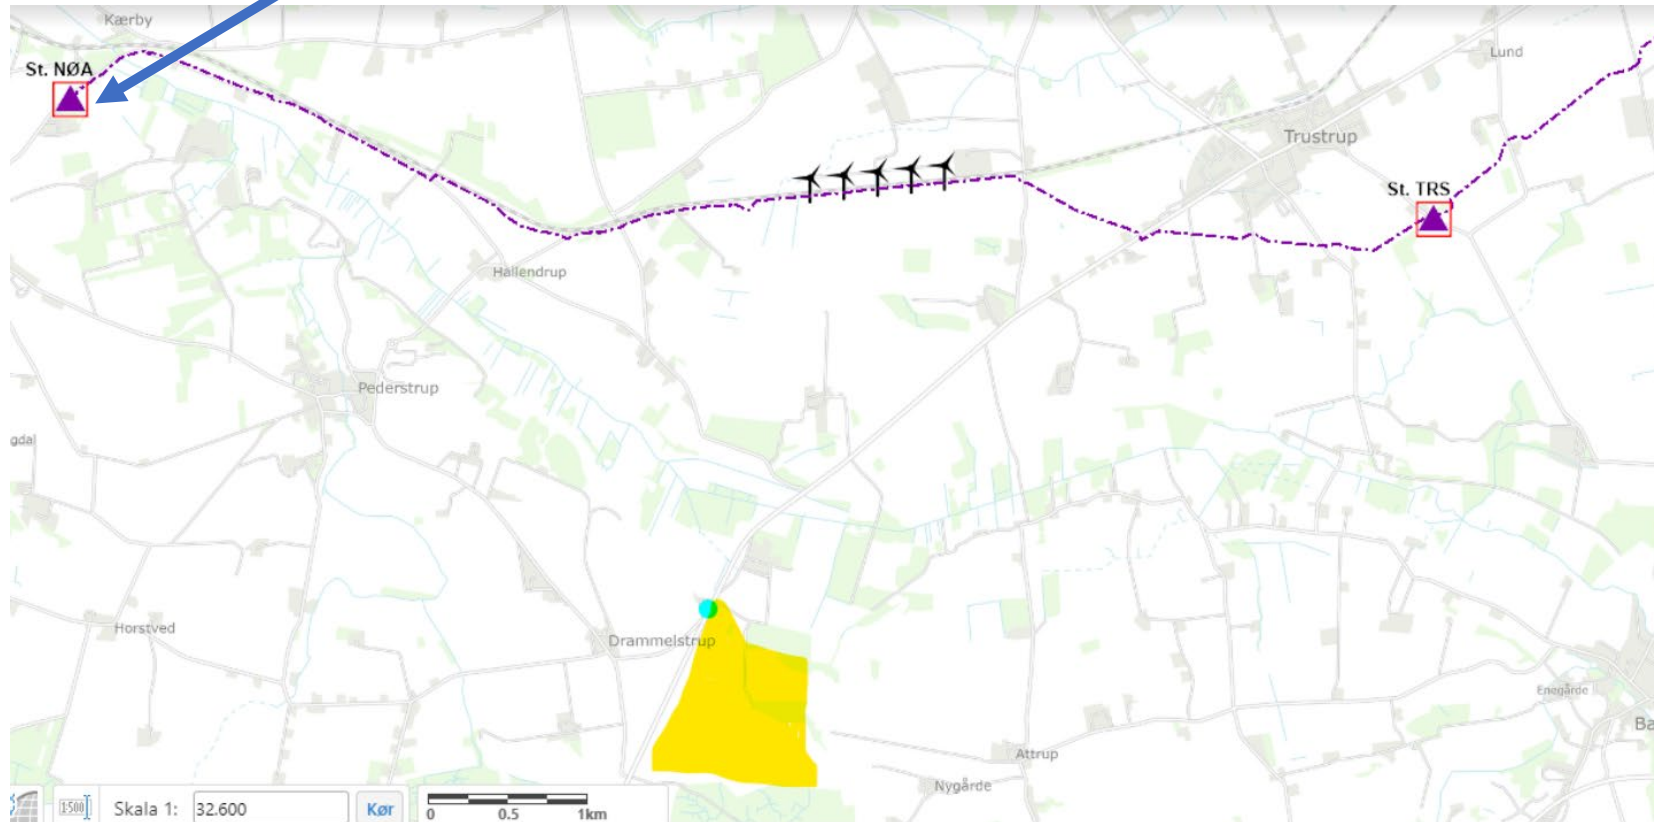 Kærby
Lund
St. NØA
Trustrup
St. TRS
Hallendrup
Pederstrup
gdal
Horstved
Drammelstrup
Enegårde
Ba
Attrup
Nygårde
1:500
Skala 1:
32.600
Kør
0
0.5
1km